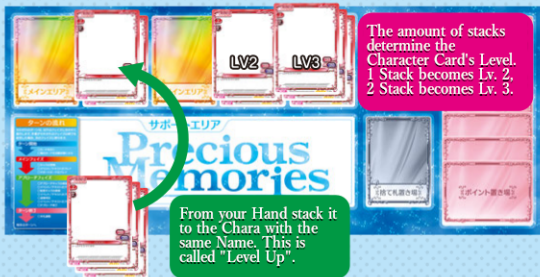 The amount of stacks
determine the
Character Card's Level.
1 Stack becomes Lv. 2,
2 Stack becomes Lv. 3.
LV2
LV3
《メインエリア》
《メインエリア》
サポートエリア
Precious
Memories
ターンの流れ
《捨て札置き場》
《ポイント置き場》
From your Hand stack it
to the Chara with the
same Name. This is
called "Level Up".